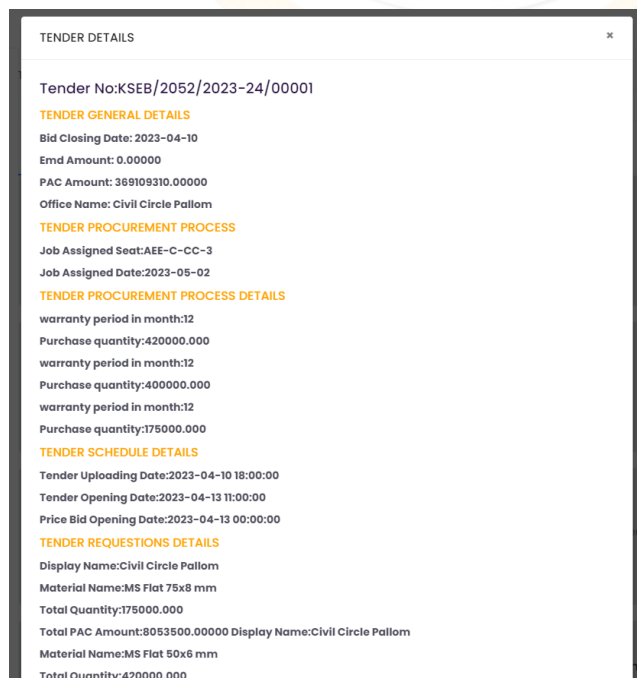 TENDER DETAILS ×
Tender No:KSEB/2052/2023-24/00001
TENDER GENERAL DETAILS
Bid Closing Date: 2023-04-10
Emd Amount: 0.00000
PAC Amount: 369109310.00000
Office Name: Civil Circle Pallom
TENDER PROCUREMENT PROCESS
Job Assigned Seat:AEE-C-CC-3
Job Assigned Date:2023-05-02
TENDER PROCUREMENT PROCESS DETAILS
warranty period in month:12
Purchase quantity:420000.000
warranty period in month:12
Purchase quantity:400000.000
warranty period in month:12
Purchase quantity:175000.000
TENDER SCHEDULE DETAILS
Tender Uploading Date:2023-04-10 18:00:00
Tender Opening Date:2023-04-13 11:00:00
Price Bid Opening Date:2023-04-13 00:00:00
TENDER REQUESTIONS DETAILS
Display Name:Civil Circle Pallom
Material Name:MS Flat 75x8 mm
Total Quantity:175000.000
Total PAC Amount:8053500.00000 Display Name:Civil Circle Pallom
Material Name:MS Flat 50x6 mm
Total Quantity:420000.000